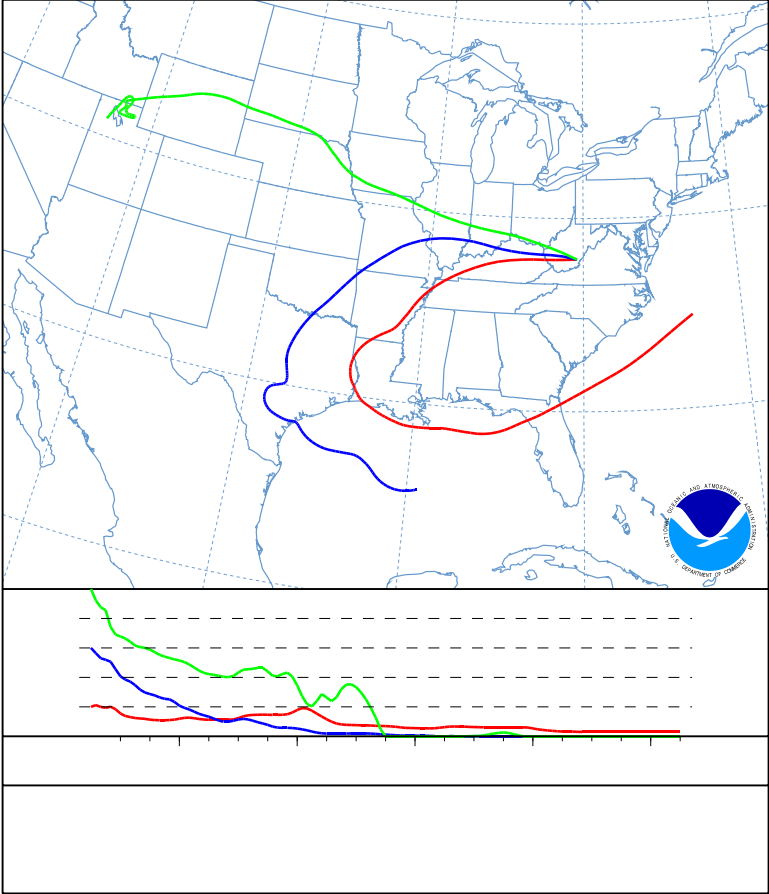 NATIONAL OCEANIC AND ATMOSPHERIC ADMINISTRATION
U.S. DEPARTMENT OF COMMERCE